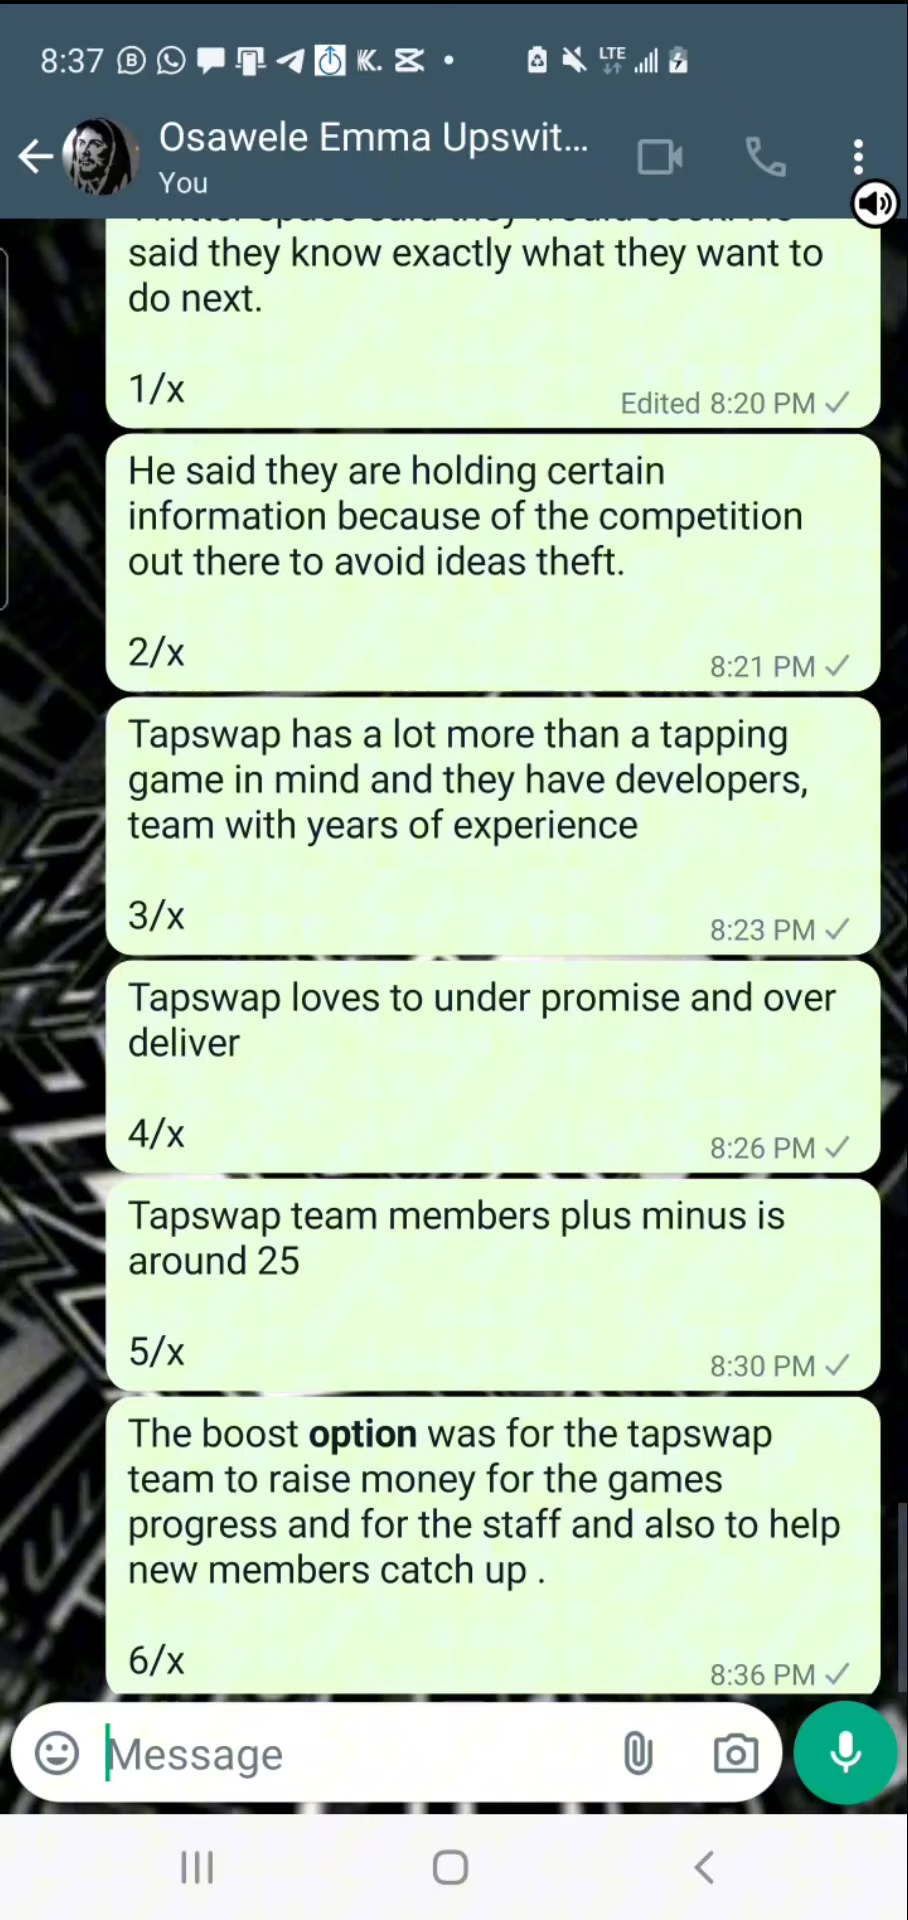 8:37
LTE
Osawele Emma Upswit...
You
said they know exactly what they want to
do next.
1/x
Edited 8:20 PM
He said they are holding certain
information because of the competition
out there to avoid ideas theft.
2/x
8:21 PM
Tapswap has a lot more than a tapping
game in mind and they have developers,
team with years of experience
3/x
8:23 PM
Tapswap loves to under promise and over
deliver
4/x
8:26 PM
Tapswap team members plus minus is
around 25
5/x
8:30 PM
The boost option was for the tapswap
team to raise money for the games
progress and for the staff and also to help
new members catch up .
6/x
8:36 PM
Message